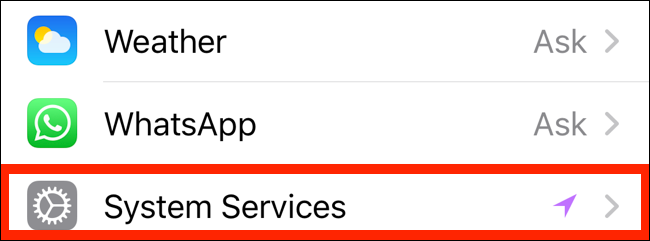 Weather Ask
WhatsApp Ask
System Services